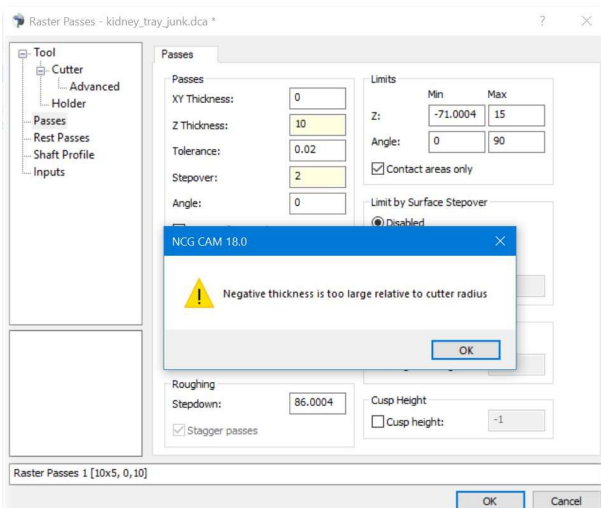 Raster Passes - kidney_tray_junk.dca * ? ×
Tool
Cutter
Advanced
Holder
Passes
Rest Passes
Shaft Profile
Inputs
Passes
Passes
XY Thickness: 0
Z Thickness: 10
Tolerance: 0.02
Stepover: 2
Angle: 0
Limits
Min Max
Z: -71.0004 15
Angle: 0 90
Contact areas only
Limit by Surface Stepover
Disabled
NCG CAM 18.0 ×
Negative thickness is too large relative to cutter radius
OK
Roughing
Stepdown: 86.0004
Stagger passes
Cusp Height
Cusp height: -1
Raster Passes 1 [10x5, 0,10]
OK Cancel